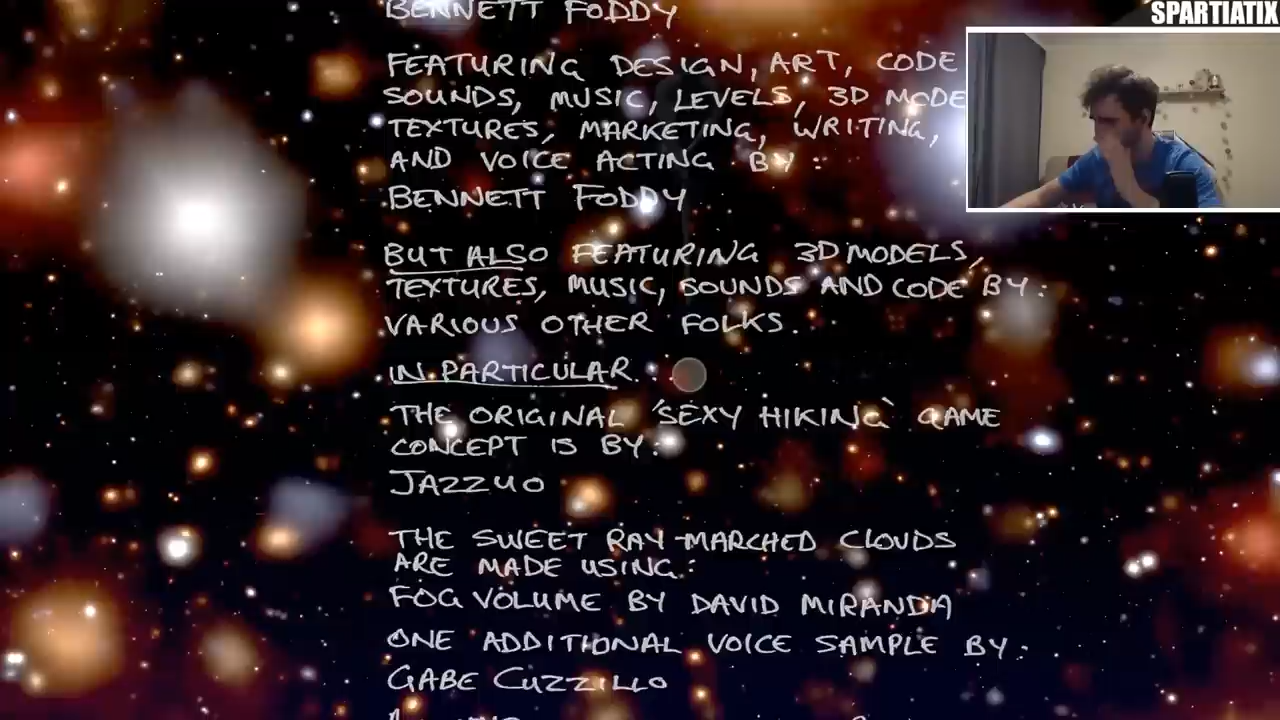 BENNETT FODDY
SPARTIATIX
FEATURING DESIGN, ART, CODE
SOUNDS, MUSIC, LEVELS, 3D MODE
TEXTURES, MARKETING, WRITING,
AND VOICE ACTING BY:
BENNETT FODDY
BUT ALSO FEATURING 3D MODELS,
TEXTURES, MUSIC, SOUNDS AND CODE BY:
VARIOUS OTHER FOLKS.
IN PARTICULAR...
THE ORIGINAL 'SEXY HIKING' GAME
CONCEPT IS BY:
JAZZUO
THE SWEET RAY-MARCHED CLOUDS
ARE MADE USING:
FOG VOLUME BY DAVID MIRANDA
ONE ADDITIONAL VOICE SAMPLE BY:
GABE CUZZILLO